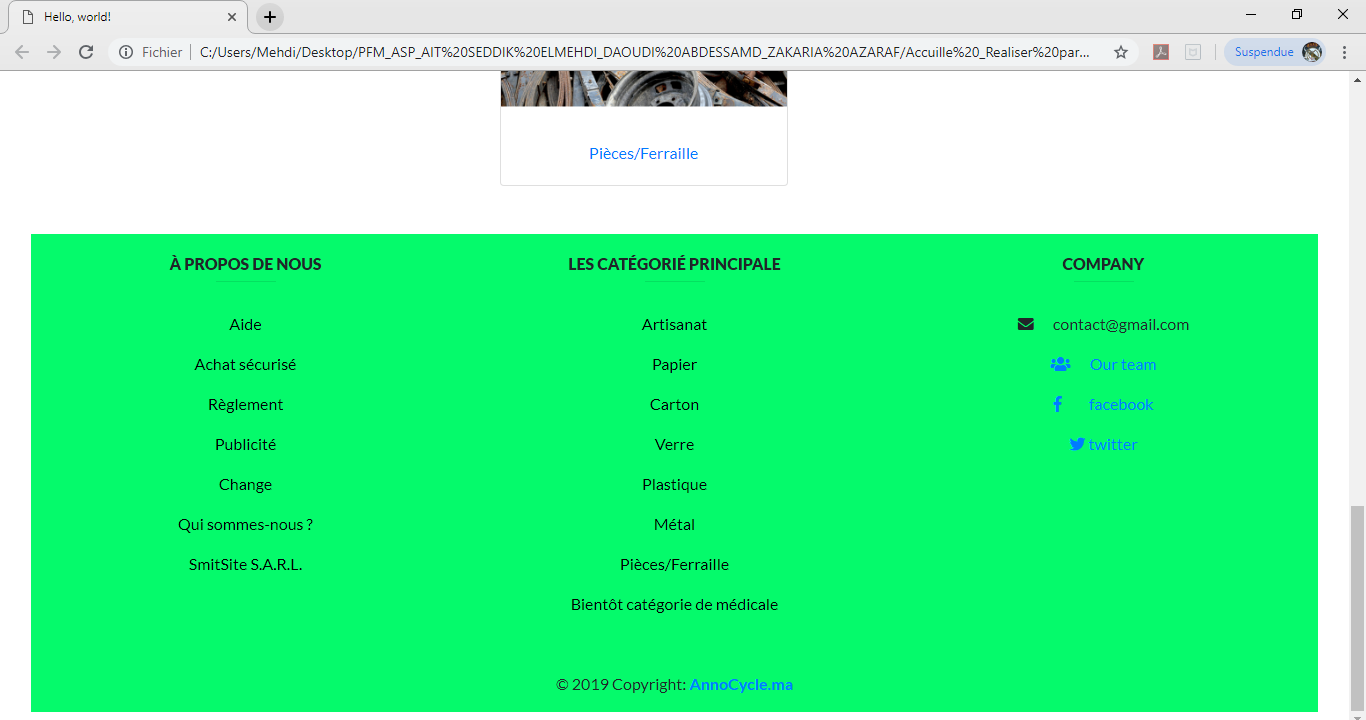 Hello, world!
Fichier
C:/Users/Mehdi/Desktop/PFM_ASP_AIT%20SEDDIK%20ELMEHDI_DAOUDI%20ABDESSAMD_ZAKARIA%20AZARAF/Accuille%20_Realiser%20par...
Suspendue
Pièces/Ferraille
À PROPOS DE NOUS
Aide
Achat sécurisé
Règlement
Publicité
Change
Qui sommes-nous ?
SmitSite S.A.R.L.
LES CATÉGORIÉ PRINCIPALE
Artisanat
Papier
Carton
Verre
Plastique
Métal
Pièces/Ferraille
Bientôt catégorie de médicale
COMPANY
contact@gmail.com
Our team
facebook
twitter
© 2019 Copyright: AnnoCycle.ma